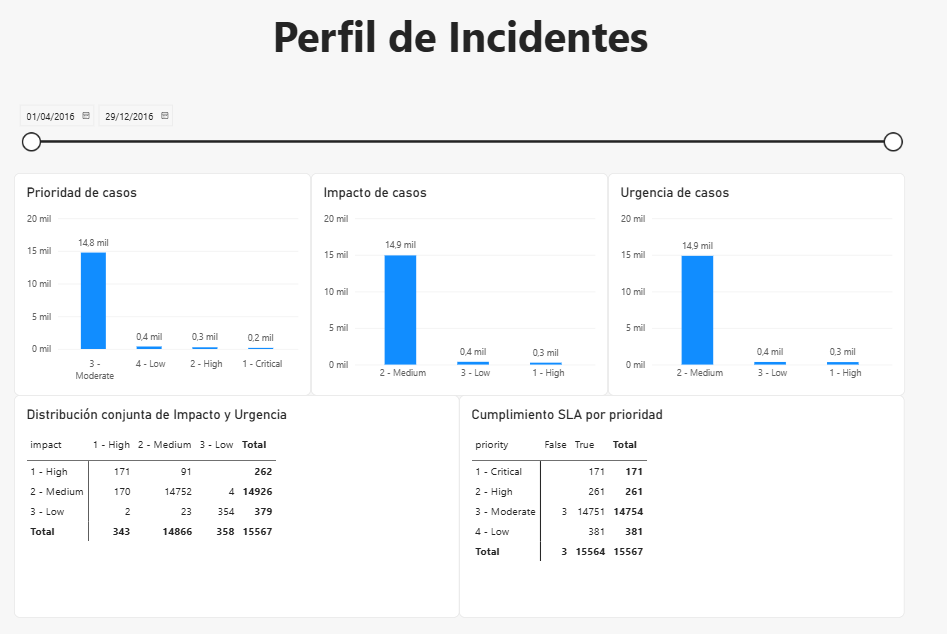 Perfil de Incidentes
01/04/2016 29/12/2016
Prioridad de casos
20 mil
15 mil
10 mil
5 mil
0 mil
14,8 mil
0,4 mil
0,3 mil
0,2 mil
3 -
Moderate
4 - Low
2 - High
1 - Critical
Impacto de casos
20 mil
15 mil
10 mil
5 mil
0 mil
14,9 mil
0,4 mil
0,3 mil
2 - Medium
3 - Low
1 - High
Urgencia de casos
20 mil
15 mil
10 mil
5 mil
0 mil
14,9 mil
0,4 mil
0,3 mil
2 - Medium
3 - Low
1 - High
Distribución conjunta de Impacto y Urgencia
impact 1 - High 2 - Medium 3 - Low Total
1 - High 171 91 262
2 - Medium 170 14752 4 14926
3 - Low 2 23 354 379
Total 343 14866 358 15567
Cumplimiento SLA por prioridad
priority False True Total
1 - Critical 171 171
2 - High 261 261
3 - Moderate 3 14751 14754
4 - Low 381 381
Total 3 15564 15567